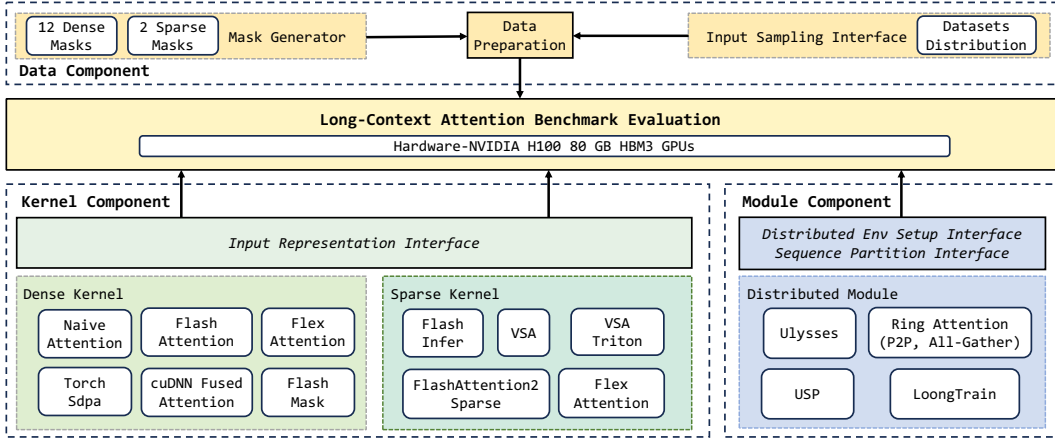 12 Dense
Masks
2 Sparse
Masks
Mask Generator
Data
Preparation
Input Sampling Interface
Datasets
Distribution
Data Component
Long-Context Attention Benchmark Evaluation
Hardware-NVIDIA H100 80 GB HBM3 GPUs
Kernel Component
Input Representation Interface
Dense Kernel
Naive
Attention
Flash
Attention
Flex
Attention
Torch
Sdpa
cuDNN Fused
Attention
Flash
Mask
Sparse Kernel
Flash
Infer
VSA
VSA
Triton
FlashAttention2
Sparse
Flex
Attention
Module Component
Distributed Env Setup Interface
Sequence Partition Interface
Distributed Module
Ulysses
Ring Attention
(P2P, All-Gather)
USP
LoongTrain